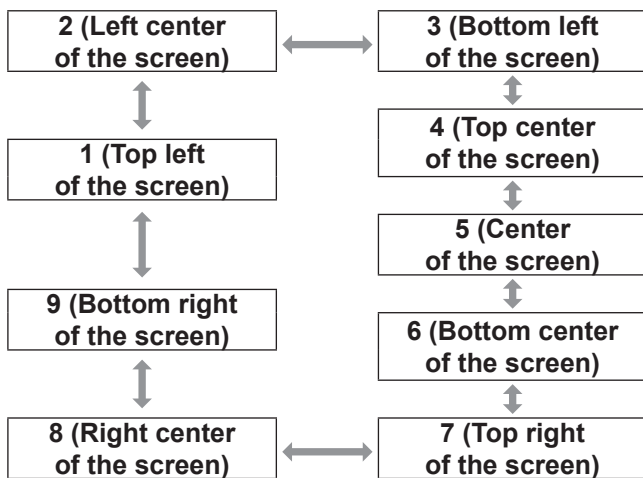 2 (Left center
of the screen)
3 (Bottom left
of the screen)
1 (Top left
of the screen)
4 (Top center
of the screen)
5 (Center
of the screen)
9 (Bottom right
of the screen)
6 (Bottom center
of the screen)
8 (Right center
of the screen)
7 (Top right
of the screen)